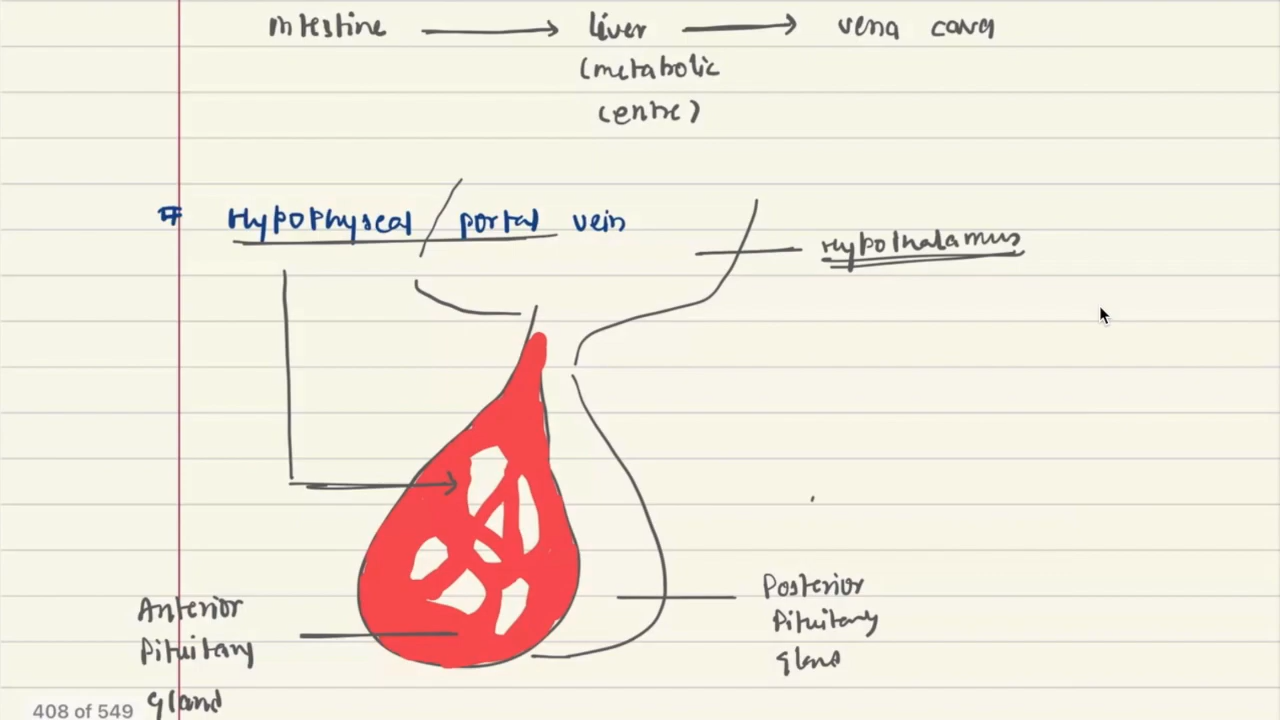 Intestine → liver → vena cava
(metabolic
centre)
# Hypophyseal portal vein
Hypothalamus
Anterior
Pituitary
gland
Posterior
Pituitary
gland
408 of 549